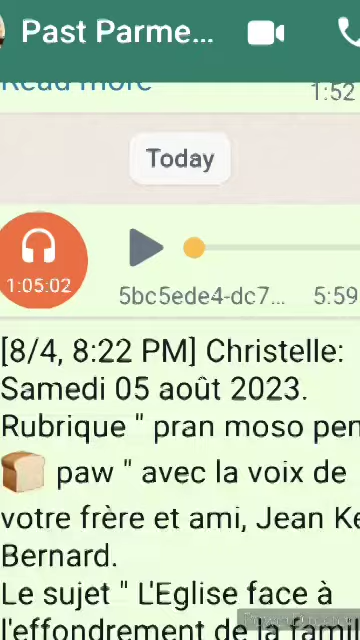 Past Parme...
Read more
1:52
Today
1:05:02
5bc5ede4-dc7... 5:59
[8/4, 8:22 PM] Christelle:
Samedi 05 août 2023.
Rubrique " pran moso pen
🍞 paw " avec la voix de
votre frère et ami, Jean Ke
Bernard.
Le sujet " L'Eglise face à
l'effondrement de la famil